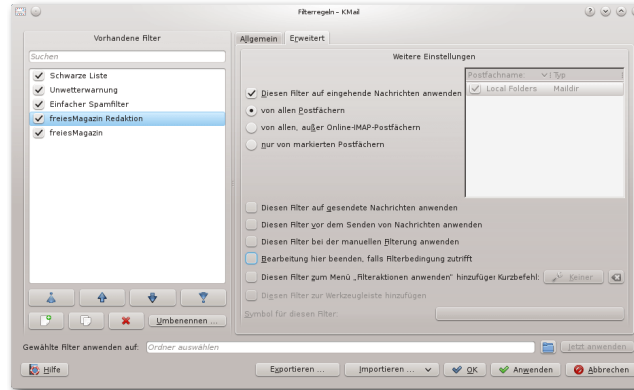 Filterregeln – KMail
Vorhandene Filter
Suchen
Schwarze Liste
Unwetterwarnung
Einfacher Spamfilter
freiesMagazin Redaktion
freiesMagazin
Umbenennen ...
Allgemein
Erweitert
Weitere Einstellungen
Diesen Filter auf eingehende Nachrichten anwenden
von allen Postfächern
von allen, außer Online-IMAP-Postfächern
nur von markierten Postfächern
Postfachname: Typ
Local Folders Maildir
Diesen Filter auf gesendete Nachrichten anwenden
Diesen Filter vor dem Senden von Nachrichten anwenden
Diesen Filter bei der manuellen Filterung anwenden
Bearbeitung hier beenden, falls Filterbedingung zutrifft
Diesen Filter zum Menü „Filteraktionen anwenden“ hinzufügen Kurzbefehl: Keiner
Diesen Filter zur Werkzeugleiste hinzufügen
Symbol für diesen Filter:
Gewählte Filter anwenden auf: Ordner auswählen Jetzt anwenden
Hilfe Exportieren ... Importieren ... OK Anwenden Abbrechen